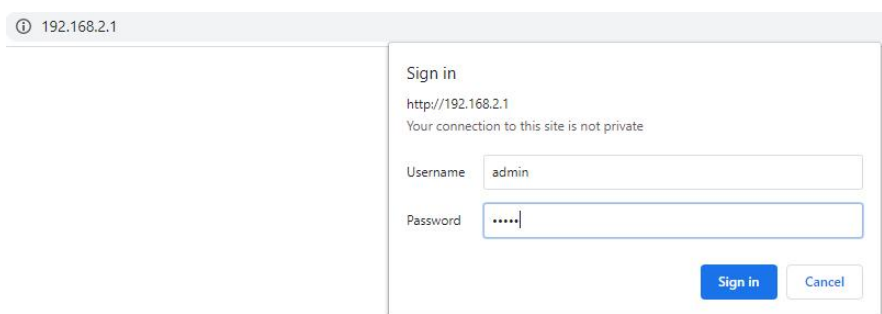 192.168.2.1
Sign in
http://192.168.2.1
Your connection to this site is not private
Username admin
Password •••••
Sign in Cancel